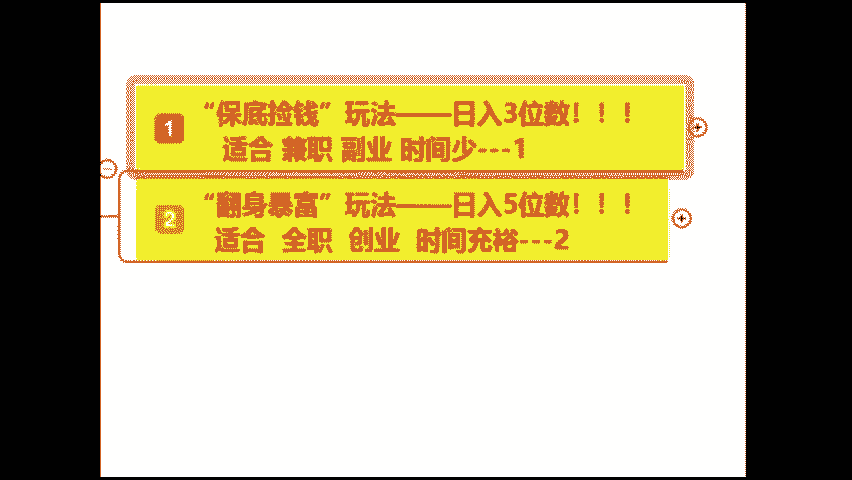 1 “保底捡钱”玩法——日入3位数！！！
适合 兼职 副业 时间少---1
2 “翻身暴富”玩法——日入5位数！！！
适合 全职 创业 时间充裕---2